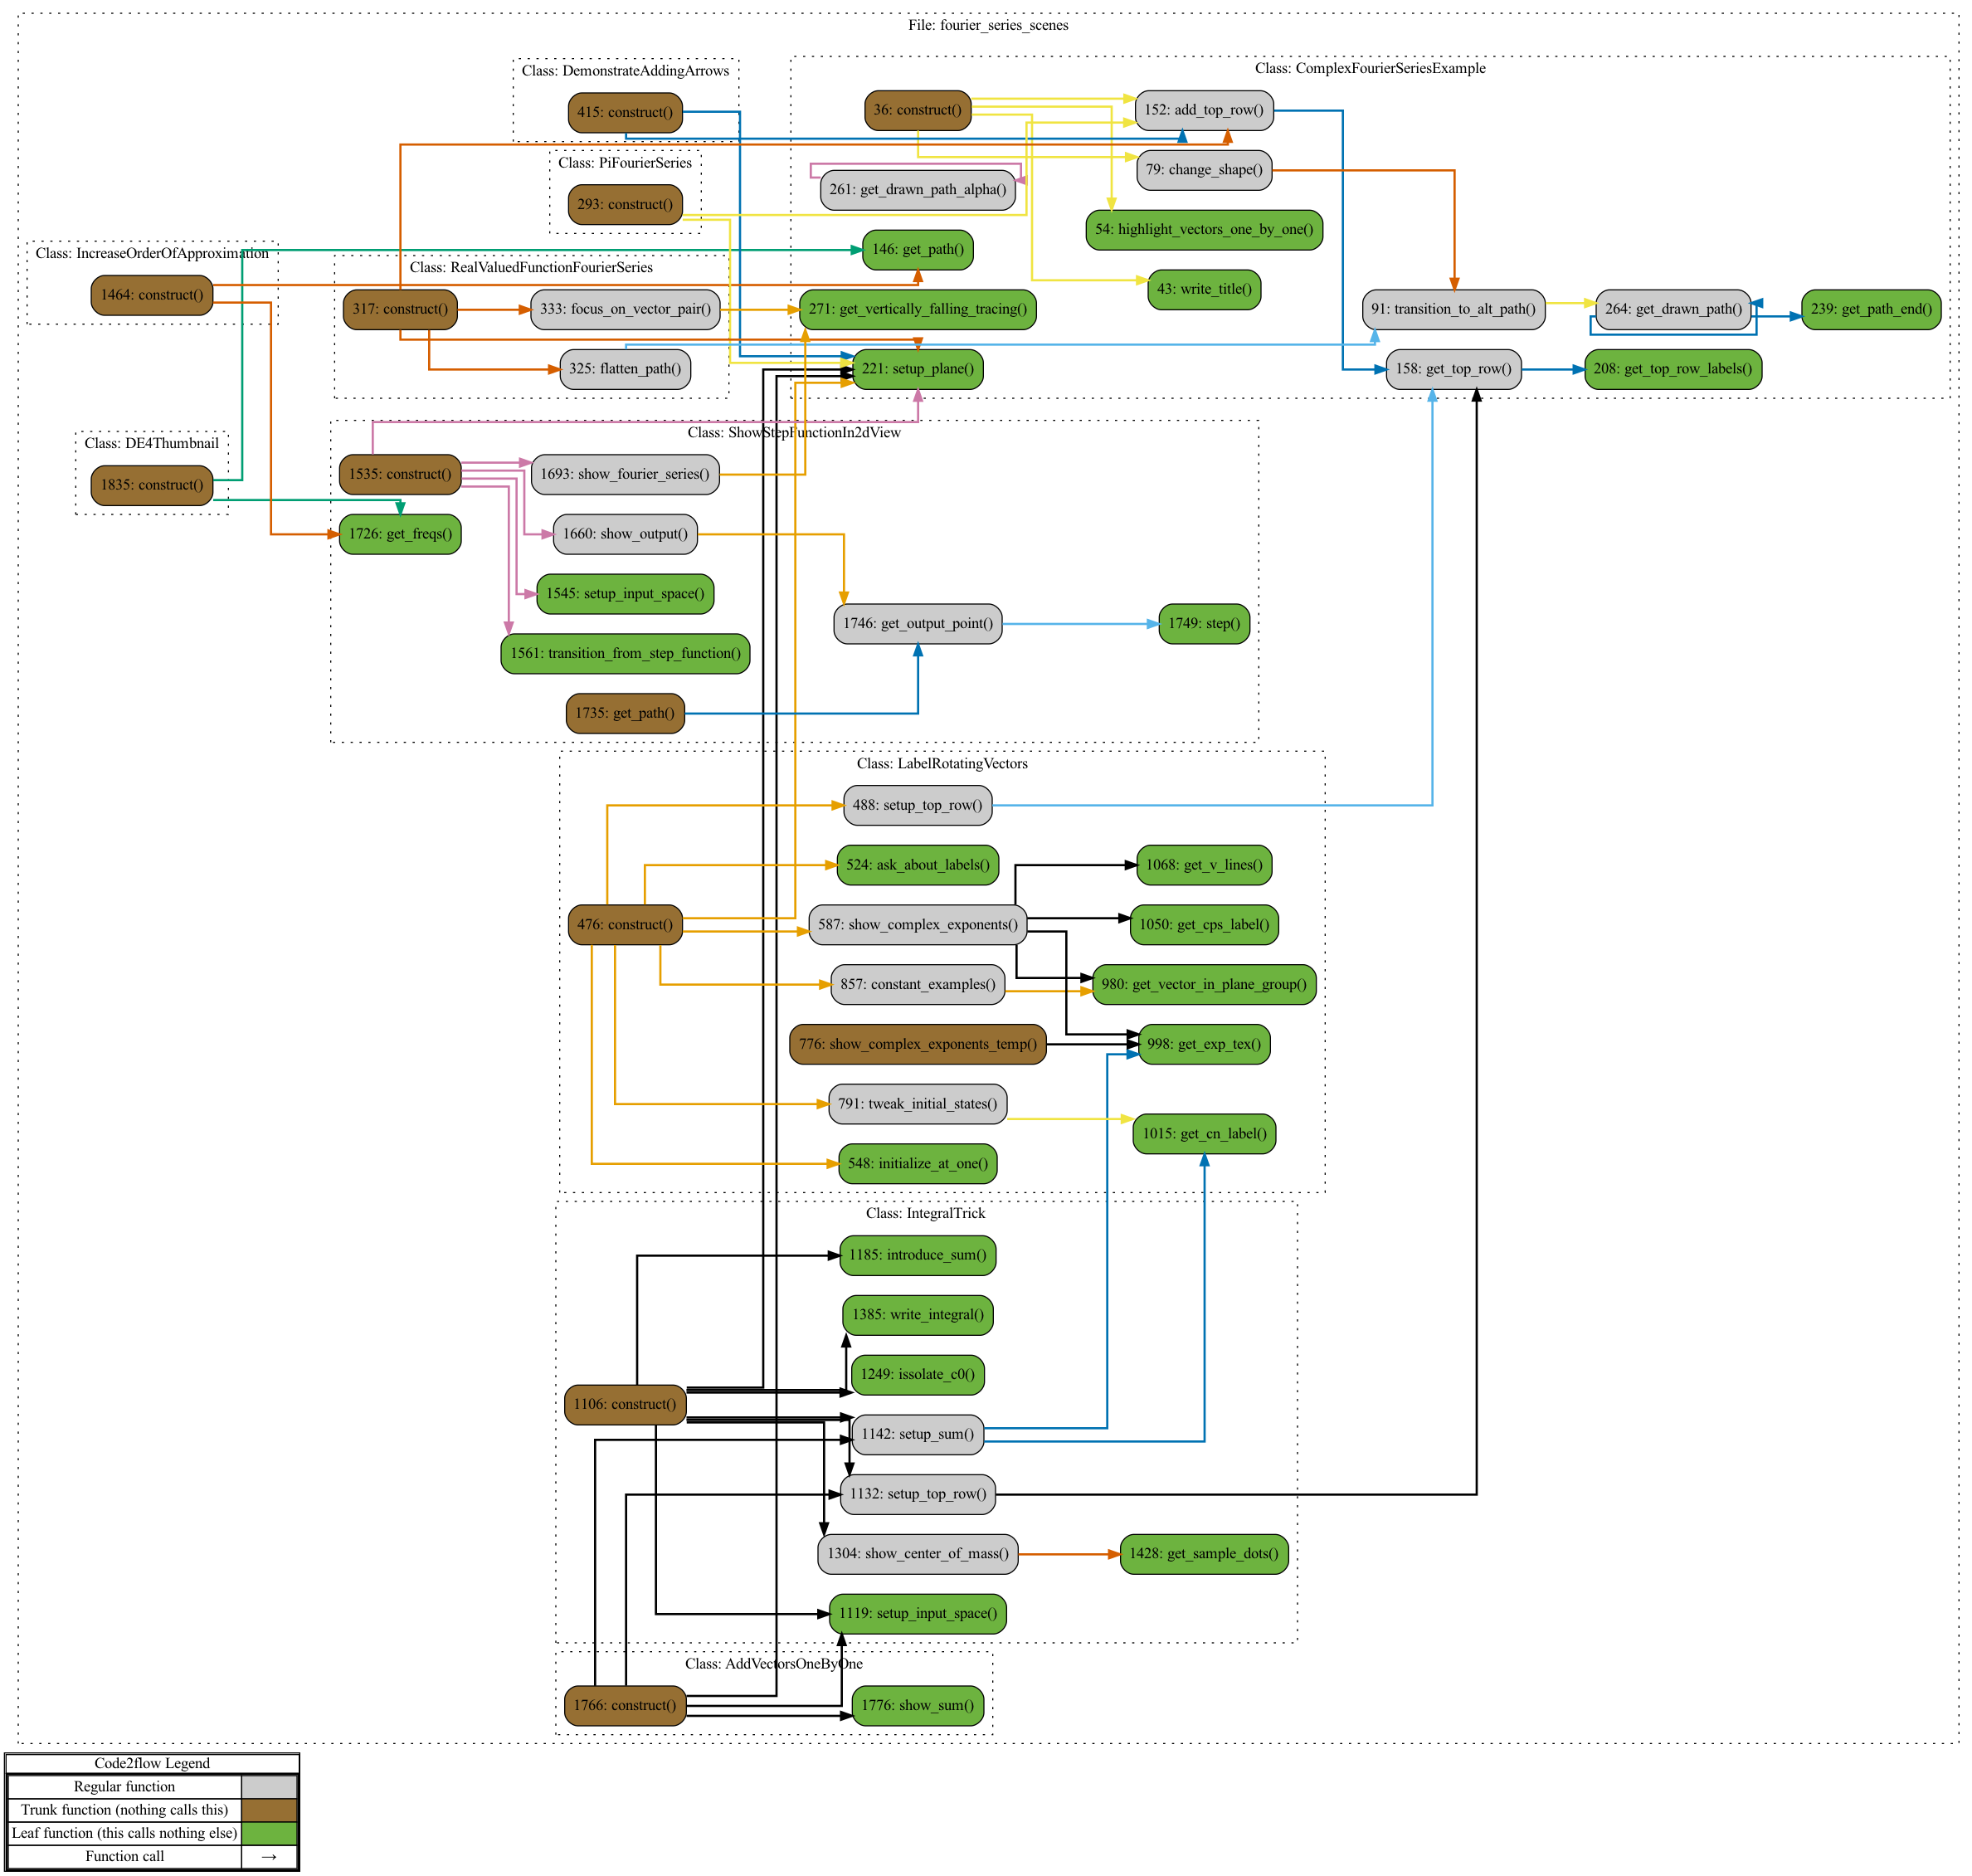 File: fourier_series_scenes
Class: DemonstrateAddingArrows
415: construct()
Class: ComplexFourierSeriesExample
36: construct()
152: add_top_row()
79: change_shape()
261: get_drawn_path_alpha()
54: highlight_vectors_one_by_one()
146: get_path()
43: write_title()
271: get_vertically_falling_tracing()
91: transition_to_alt_path()
264: get_drawn_path()
239: get_path_end()
221: setup_plane()
158: get_top_row()
208: get_top_row_labels()
Class: PiFourierSeries
293: construct()
Class: IncreaseOrderOfApproximation
1464: construct()
Class: RealValuedFunctionFourierSeries
317: construct()
333: focus_on_vector_pair()
325: flatten_path()
Class: DE4Thumbnail
1835: construct()
Class: ShowStepFunctionIn2dView
1535: construct()
1693: show_fourier_series()
1726: get_freqs()
1660: show_output()
1545: setup_input_space()
1746: get_output_point()
1749: step()
1561: transition_from_step_function()
1735: get_path()
Class: LabelRotatingVectors
488: setup_top_row()
524: ask_about_labels()
1068: get_v_lines()
476: construct()
587: show_complex_exponents()
1050: get_cps_label()
857: constant_examples()
980: get_vector_in_plane_group()
776: show_complex_exponents_temp()
998: get_exp_tex()
791: tweak_initial_states()
1015: get_cn_label()
548: initialize_at_one()
Class: IntegralTrick
1185: introduce_sum()
1385: write_integral()
1249: issolate_c0()
1106: construct()
1142: setup_sum()
1132: setup_top_row()
1304: show_center_of_mass()
1428: get_sample_dots()
1119: setup_input_space()
Class: AddVectorsOneByOne
1766: construct()
1776: show_sum()
Code2flow Legend
Regular function
Trunk function (nothing calls this)
Leaf function (this calls nothing else)
Function call →